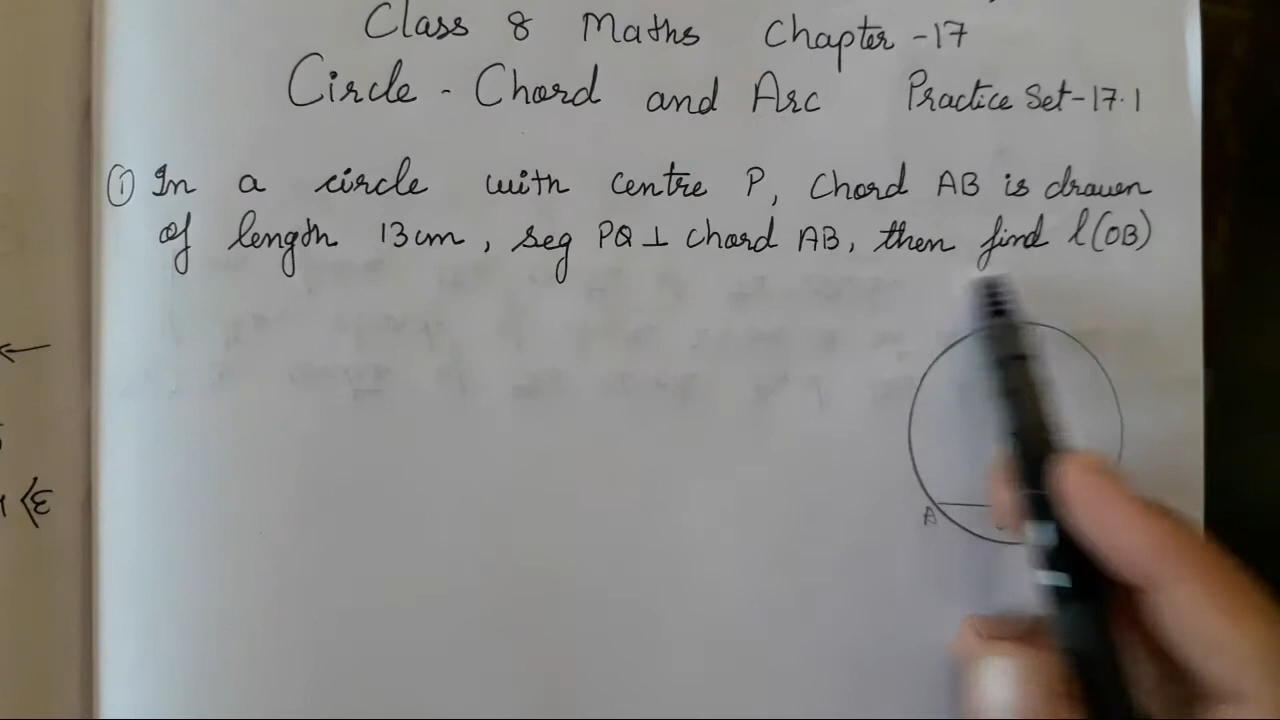 Class 8 Maths Chapter -17
Circle - Chord and Arc Practice Set-17.1
① In a circle with centre P, Chord AB is drawn
of length 13cm, seg PQ ⊥ chord AB, then find l(OB)
A